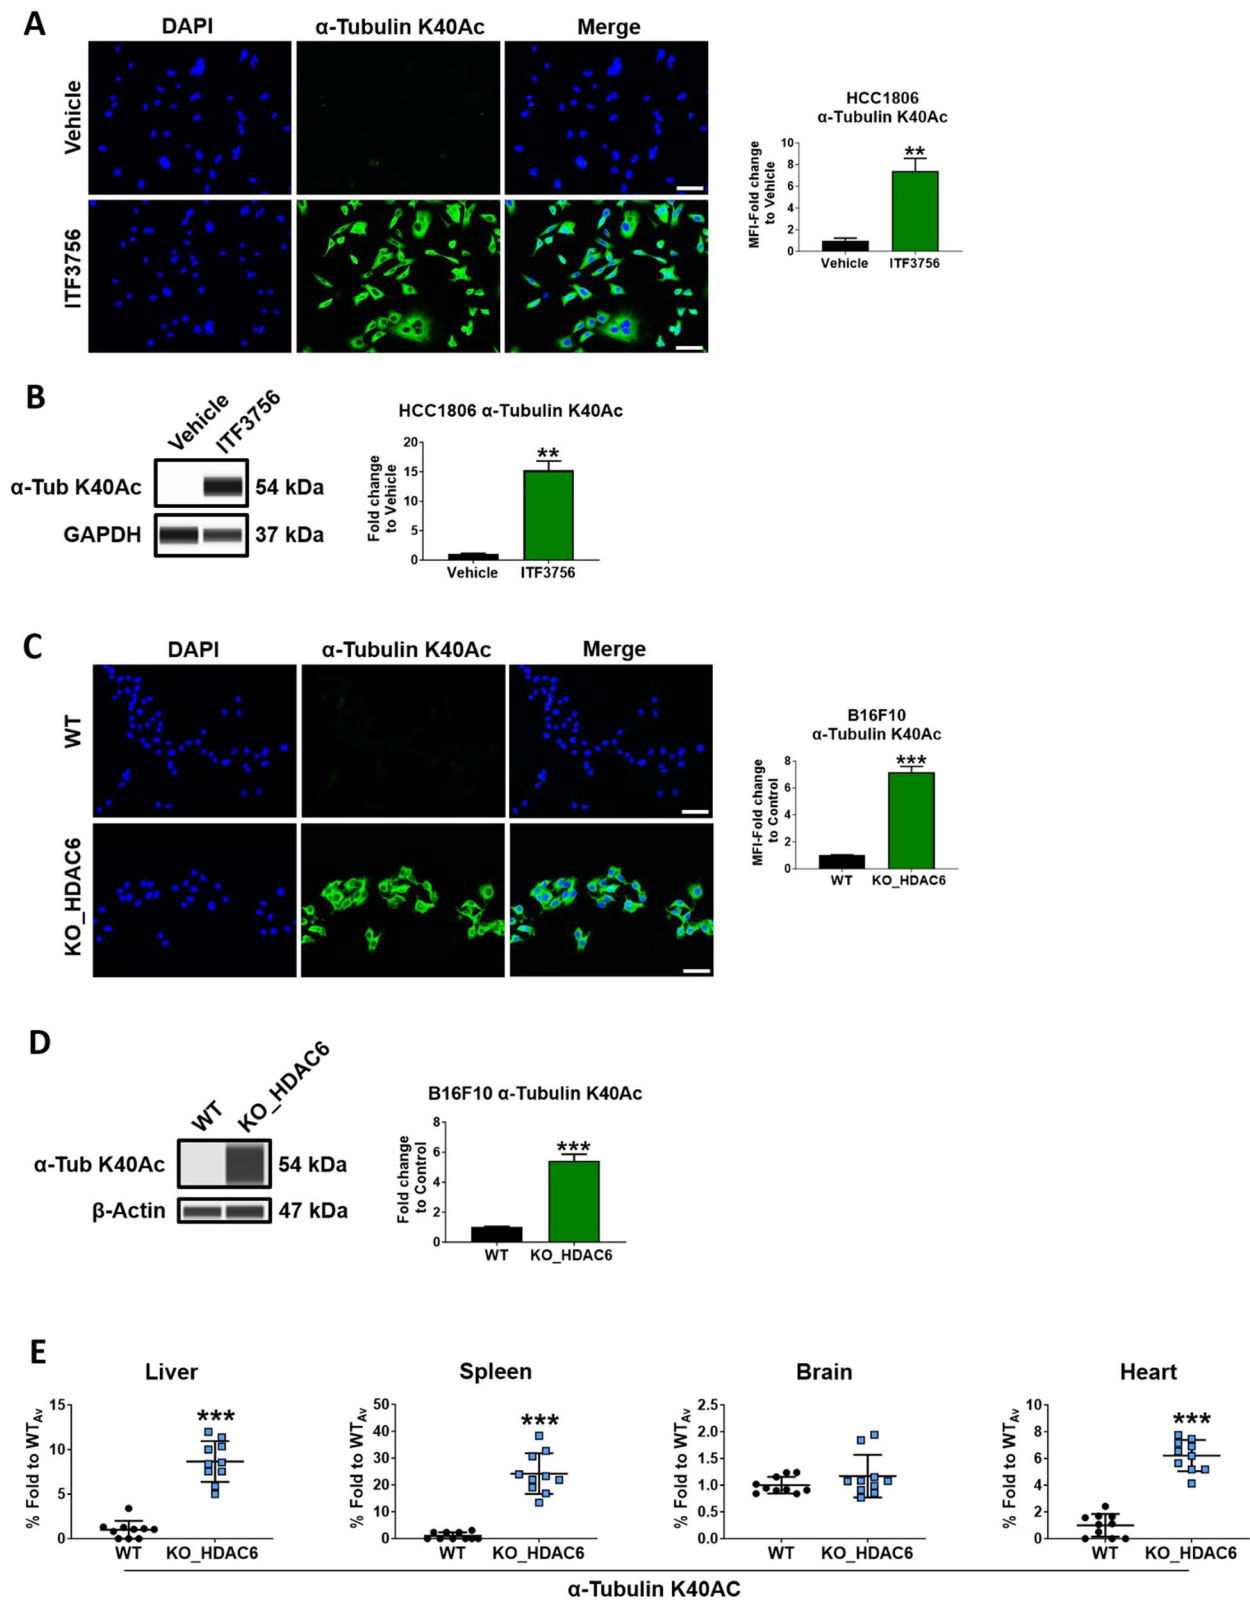 A
DAPI α-Tubulin K40Ac Merge
Vehicle
ITF3756
HCC1806
α-Tubulin K40Ac
MFI-Fold change
to Vehicle
10
8
6
4
2
0
**
Vehicle ITF3756
B
Vehicle ITF3756
α-Tub K40Ac 54 kDa
GAPDH 37 kDa
HCC1806 α-Tubulin K40Ac
Fold change
to Vehicle
20
15
10
5
0
**
Vehicle ITF3756
C
DAPI α-Tubulin K40Ac Merge
WT
KO_HDAC6
B16F10
α-Tubulin K40Ac
MFI-Fold change
to Control
8
6
4
2
0
***
WT KO_HDAC6
D
WT KO_HDAC6
α-Tub K40Ac 54 kDa
β-Actin 47 kDa
B16F10 α-Tubulin K40Ac
Fold change
to Control
8
6
4
2
0
***
WT KO_HDAC6
E
Liver
% Fold to WTAv
15
10
5
0
***
WT KO_HDAC6
Spleen
% Fold to WTAv
50
40
30
20
10
0
***
WT KO_HDAC6
Brain
% Fold to WTAv
2.5
2.0
1.5
1.0
0.5
0.0
WT KO_HDAC6
Heart
% Fold to WTAv
10
8
6
4
2
0
***
WT KO_HDAC6
α-Tubulin K40AC